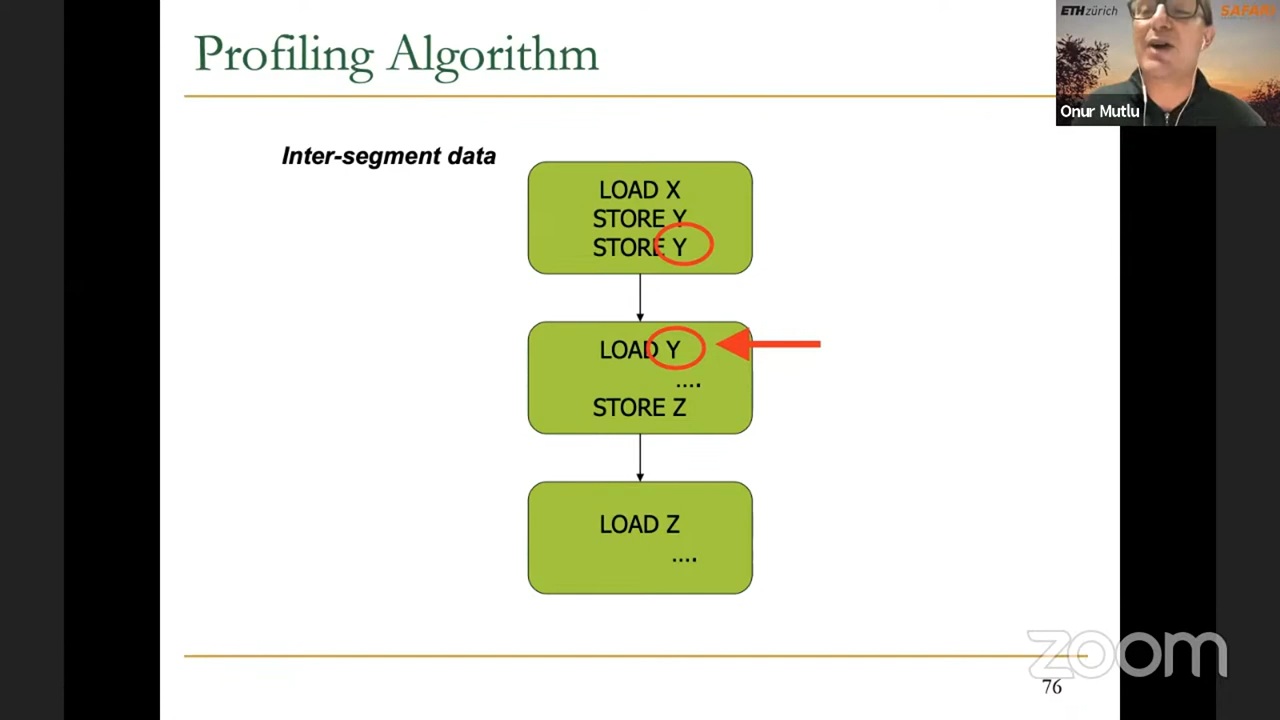 Profiling Algorithm
ETH zürich
SAFARI
Onur Mutlu
Inter-segment data
LOAD X
STORE Y
STORE Y
LOAD Y
....
STORE Z
LOAD Z
....
zoom
76